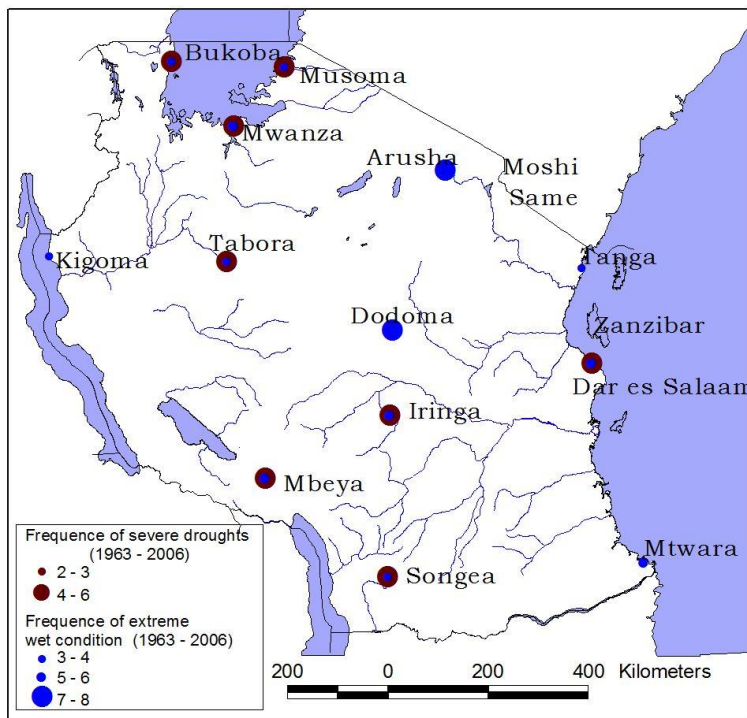 Bukoba
Musoma
Mwanza
Arusha
Moshi
Same
Tabora
Kigoma
Tanga
Dodoma
Zanzibar
Dar es Salaam
Iringa
Mbeya
Mtwara
Songea
Frequence of severe droughts
(1963 - 2006)
2 - 3
4 - 6
Frequence of extreme
wet condition (1963 - 2006)
3 - 4
5 - 6
7 - 8
200 0 200 400 Kilometers